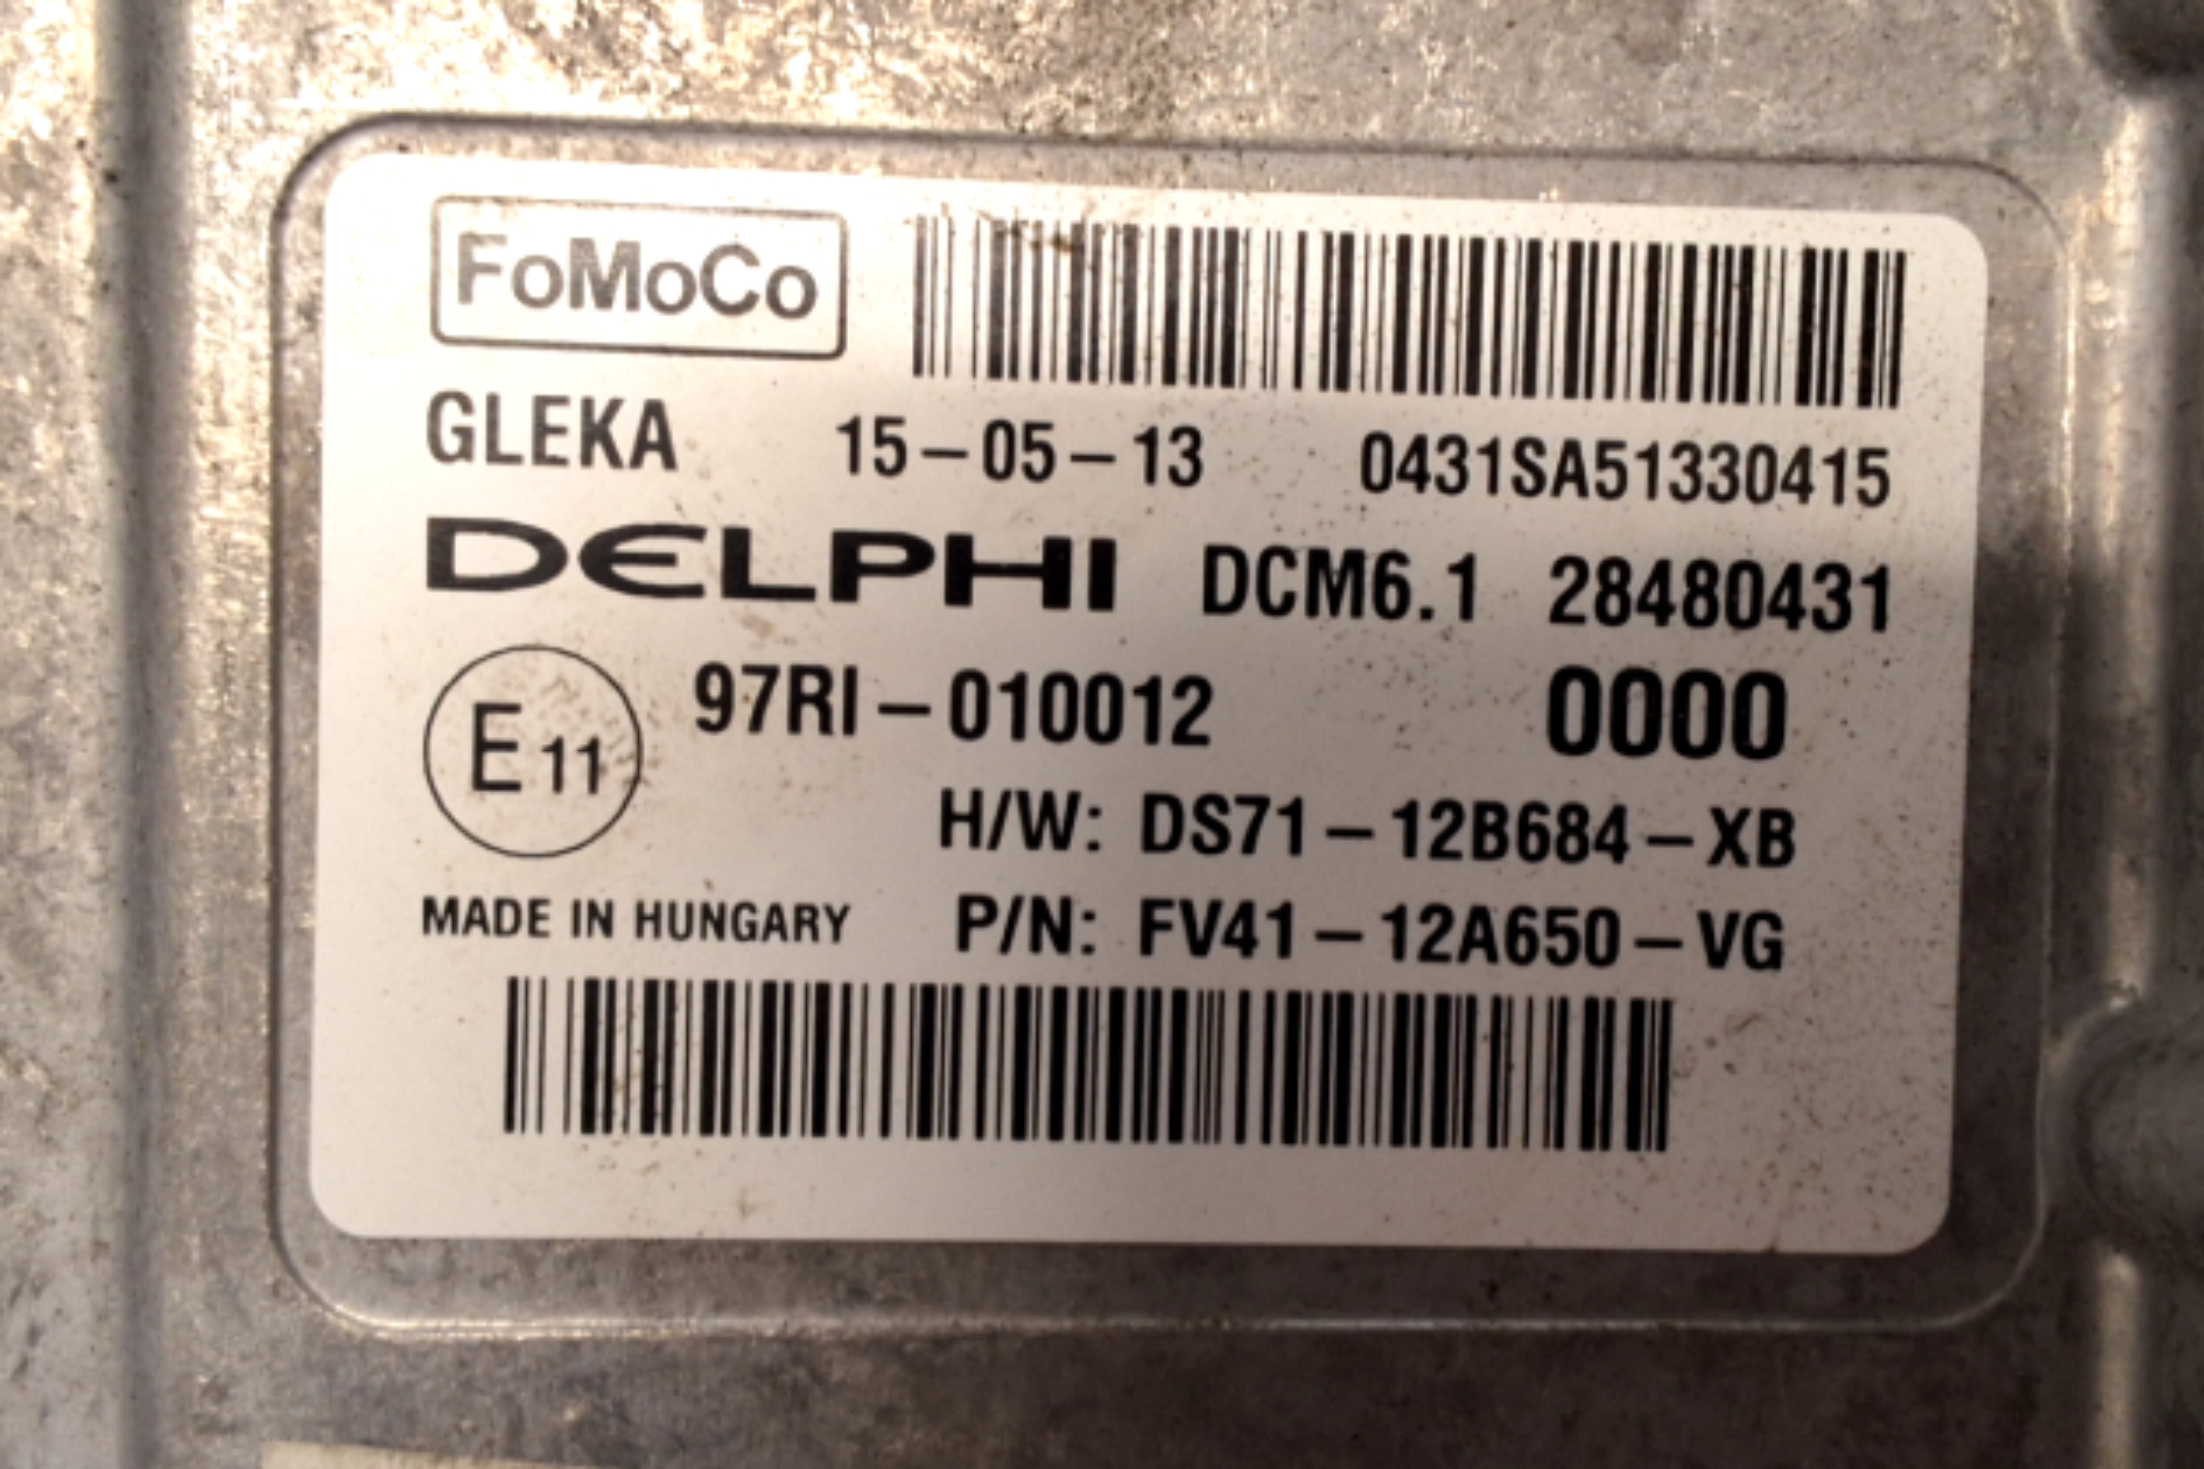 FoMoCo
GLEKA 15-05-13 0431SA51330415
DELPHI DCM6.1 28480431
E11 97RI-010012 0000
H/W: DS71-12B684-XB
MADE IN HUNGARY P/N: FV41-12A650-VG